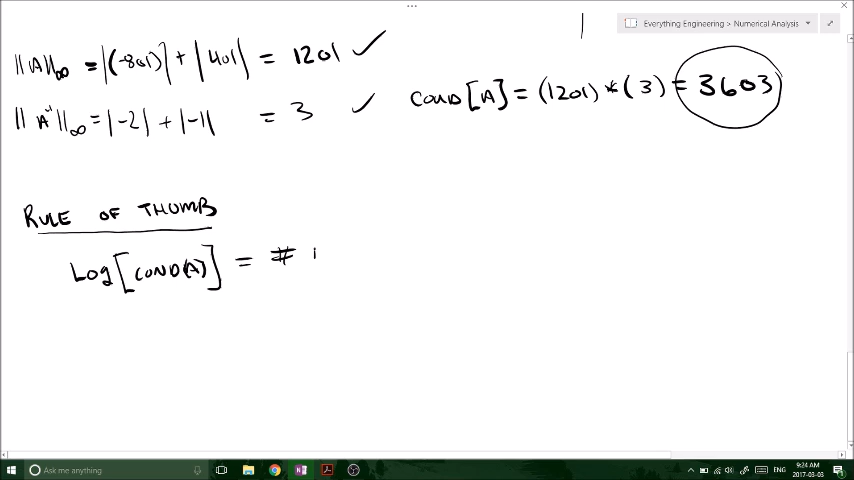 Everything Engineering > Numerical Analysis
||A||∞ = |(-801)| + |401| = 1201 ✓
COND[A] = (1201) * (3) = 3603
||A⁻¹||∞ = |-2| + |-1| = 3 ✓
RULE OF THUMB
Log[COND(A)] = #
Ask me anything
ENG
9:24 AM
2017-03-03